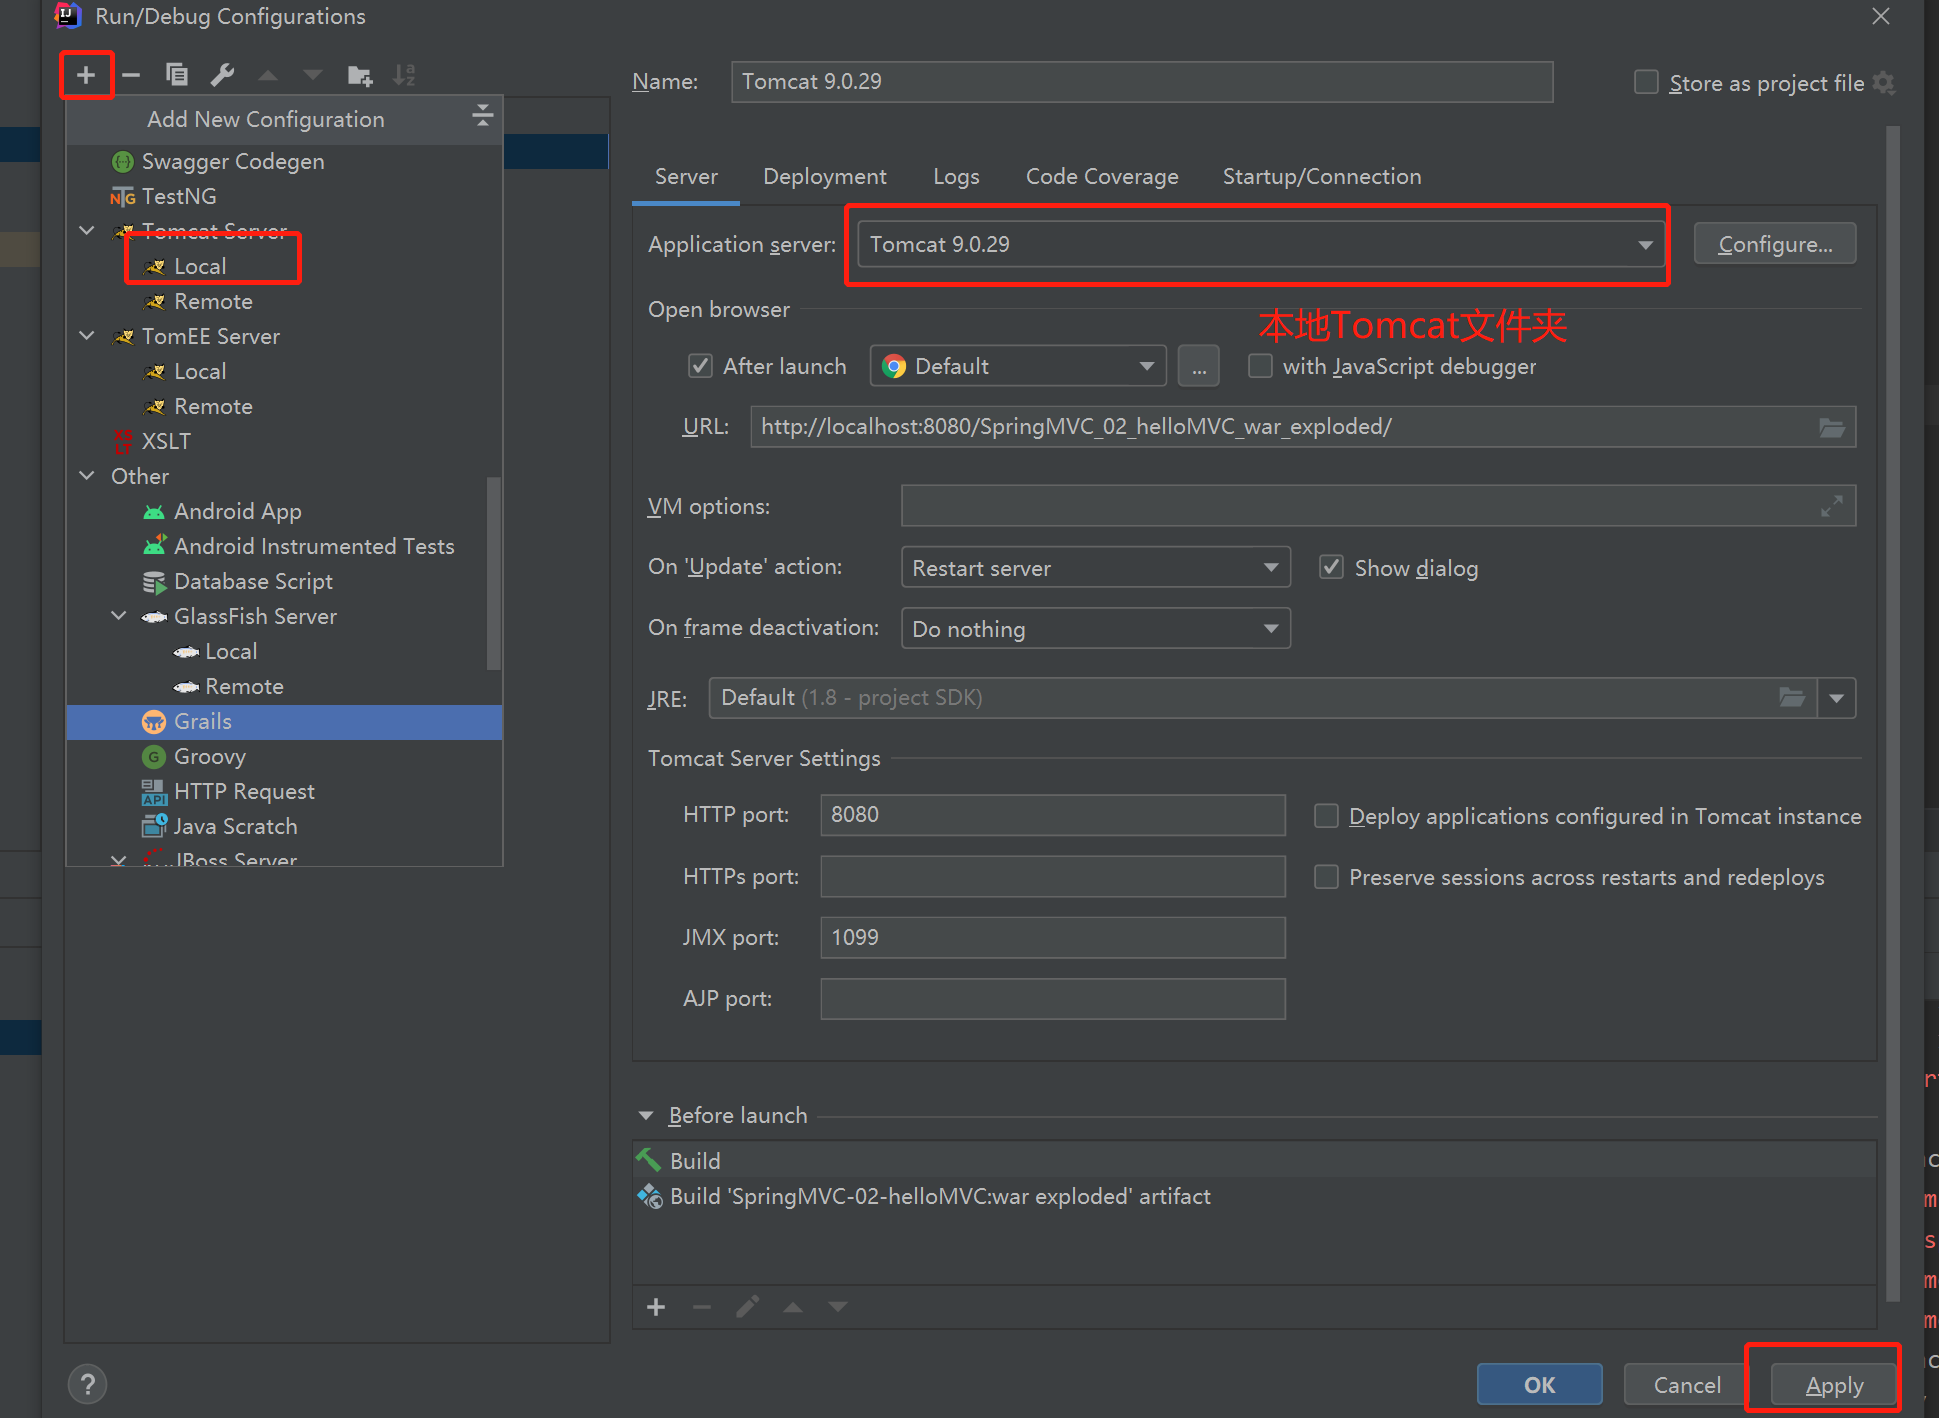 Run/Debug Configurations
Add New Configuration
Swagger Codegen
TestNG
Tomcat Server
Local
Remote
TomEE Server
Local
Remote
XSLT
Other
Android App
Android Instrumented Tests
Database Script
GlassFish Server
Local
Remote
Grails
Groovy
HTTP Request
Java Scratch
JBoss Server
Name: Tomcat 9.0.29
Store as project file
Server Deployment Logs Code Coverage Startup/Connection
Application server: Tomcat 9.0.29 Configure...
Open browser
本地Tomcat文件夹
After launch Default ... with JavaScript debugger
URL: http://localhost:8080/SpringMVC_02_helloMVC_war_exploded/
VM options:
On 'Update' action: Restart server Show dialog
On frame deactivation: Do nothing
JRE: Default (1.8 - project SDK)
Tomcat Server Settings
HTTP port: 8080 Deploy applications configured in Tomcat instance
HTTPs port: Preserve sessions across restarts and redeploys
JMX port: 1099
AJP port:
Before launch
Build
Build 'SpringMVC-02-helloMVC:war exploded' artifact
? OK Cancel Apply